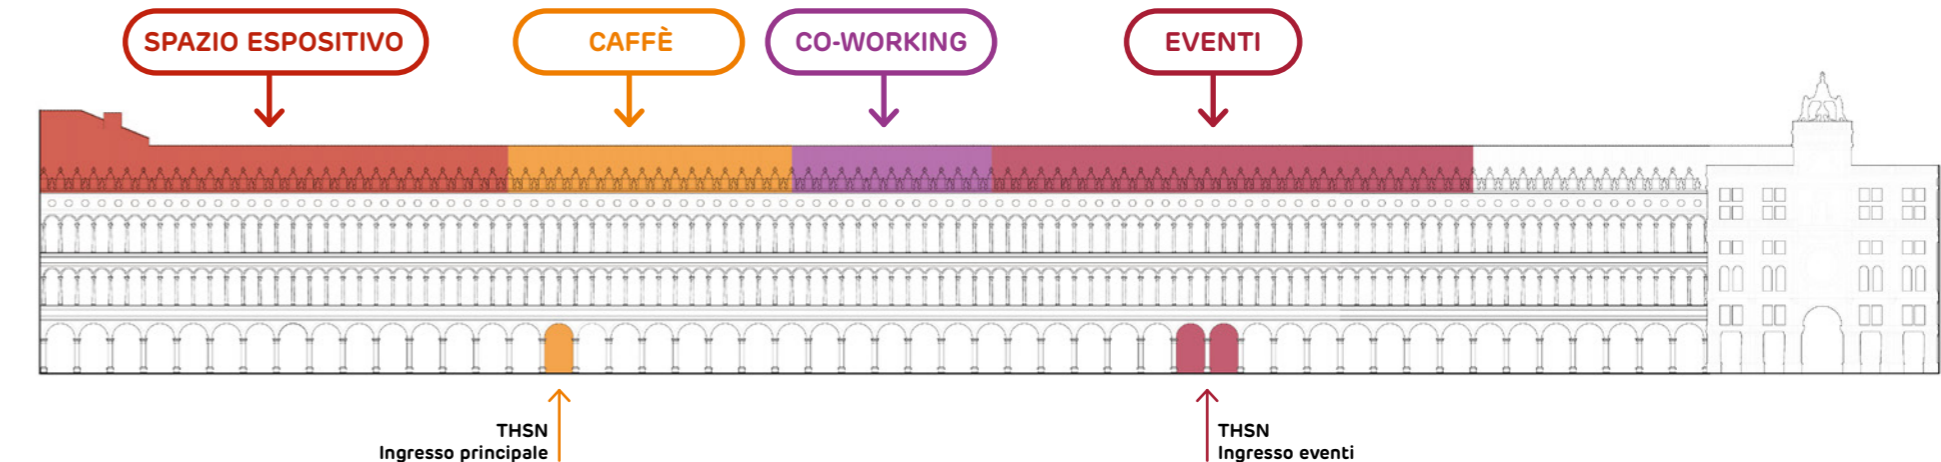 SPAZIO ESPOSITIVO
CAFFÈ
CO-WORKING
EVENTI
THSN
Ingresso principale
THSN
Ingresso eventi